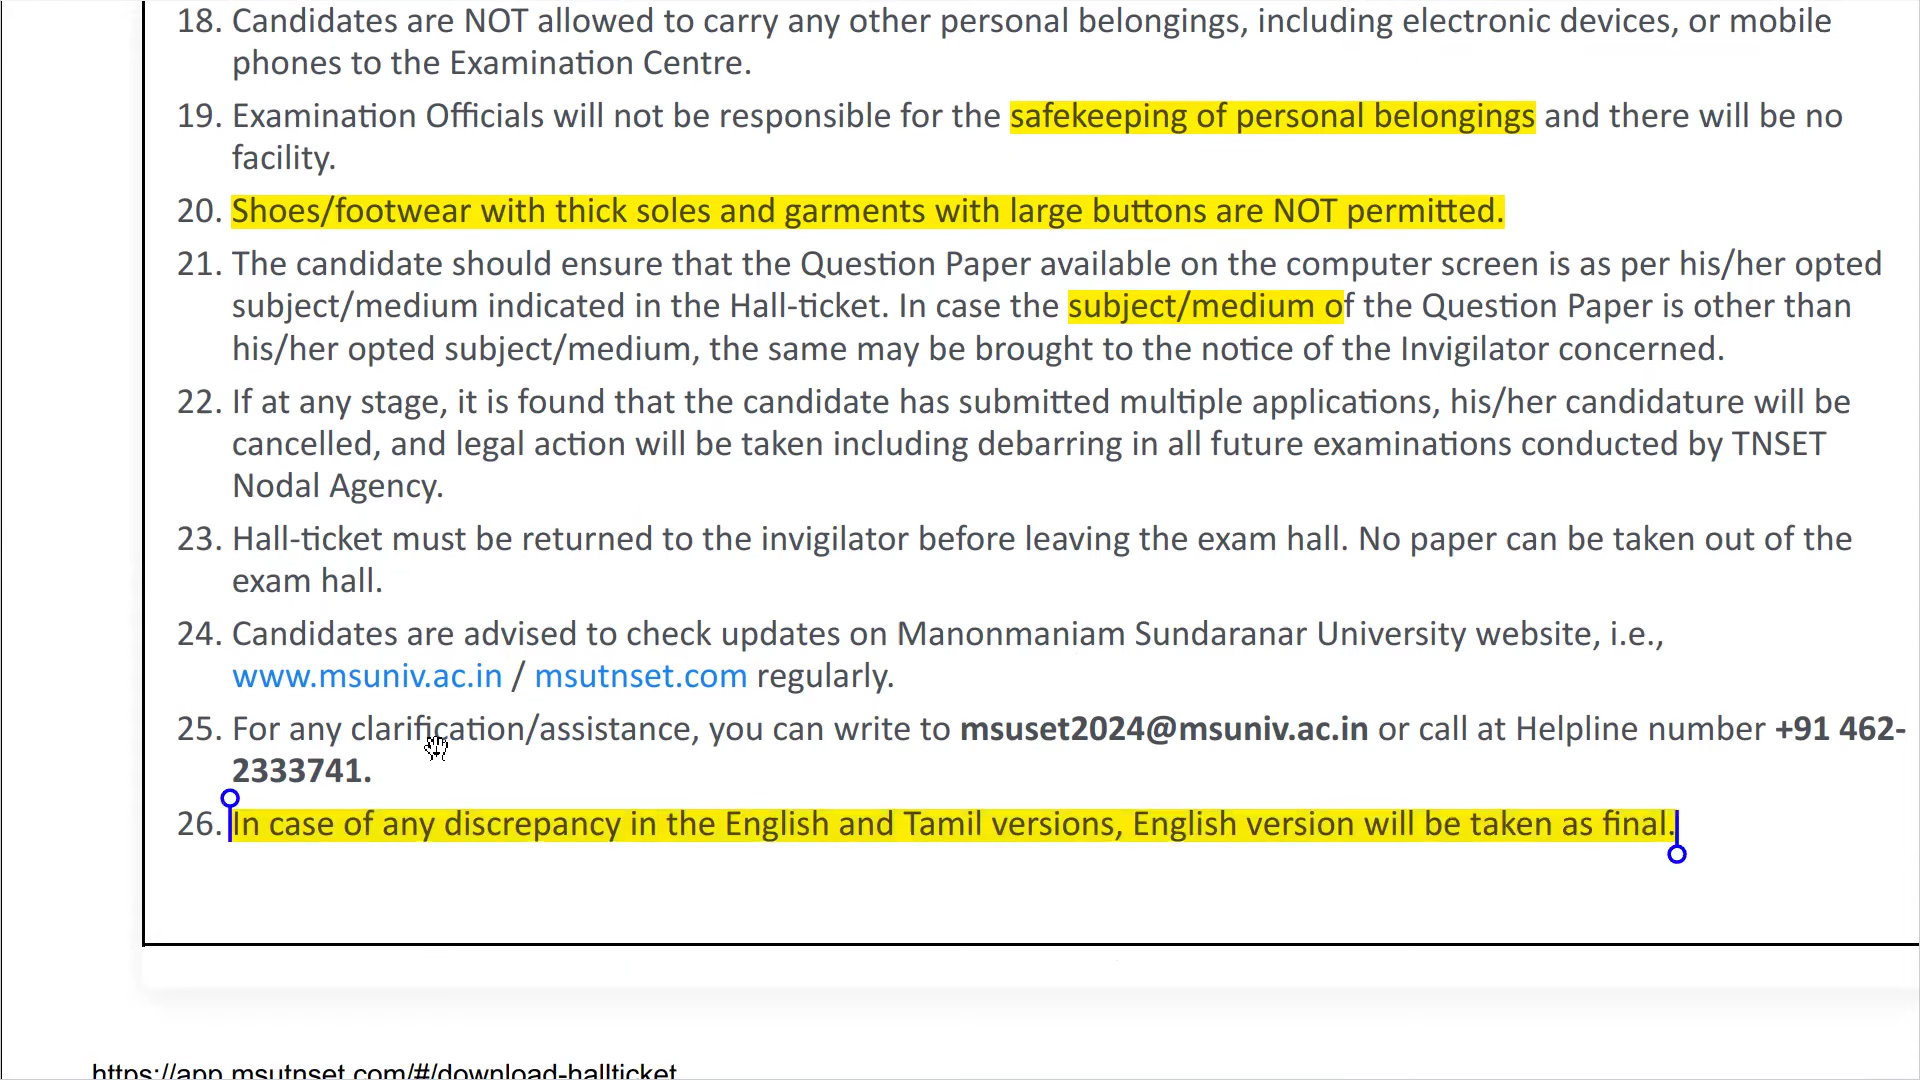 18. Candidates are NOT allowed to carry any other personal belongings, including electronic devices, or mobile
phones to the Examination Centre.
19. Examination Officials will not be responsible for the safekeeping of personal belongings and there will be no
facility.
20. Shoes/footwear with thick soles and garments with large buttons are NOT permitted.
21. The candidate should ensure that the Question Paper available on the computer screen is as per his/her opted
subject/medium indicated in the Hall-ticket. In case the subject/medium of the Question Paper is other than
his/her opted subject/medium, the same may be brought to the notice of the Invigilator concerned.
22. If at any stage, it is found that the candidate has submitted multiple applications, his/her candidature will be
cancelled, and legal action will be taken including debarring in all future examinations conducted by TNSET
Nodal Agency.
23. Hall-ticket must be returned to the invigilator before leaving the exam hall. No paper can be taken out of the
exam hall.
24. Candidates are advised to check updates on Manonmaniam Sundaranar University website, i.e.,
www.msuniv.ac.in / msutnset.com regularly.
25. For any clarification/assistance, you can write to msuset2024@msuniv.ac.in or call at Helpline number +91 462-
2333741.
26. In case of any discrepancy in the English and Tamil versions, English version will be taken as final.
https://app.msutnset.com/#/download-hallticket